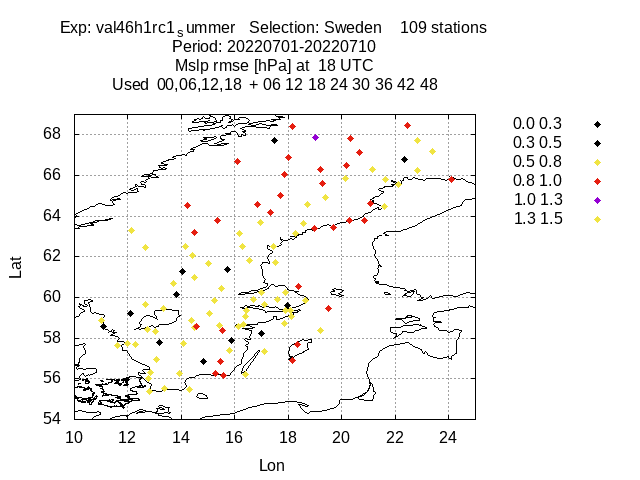 Exp: val46h1rc1summer Selection: Sweden 109 stations
Period: 20220701-20220710
Mslp rmse [hPa] at 18 UTC
Used 00,06,12,18 + 06 12 18 24 30 36 42 48
0.0 0.3
0.3 0.5
0.5 0.8
0.8 1.0
1.0 1.3
1.3 1.5
68
66
64
62
60
58
56
54
Lat
10 12 14 16 18 20 22 24
Lon